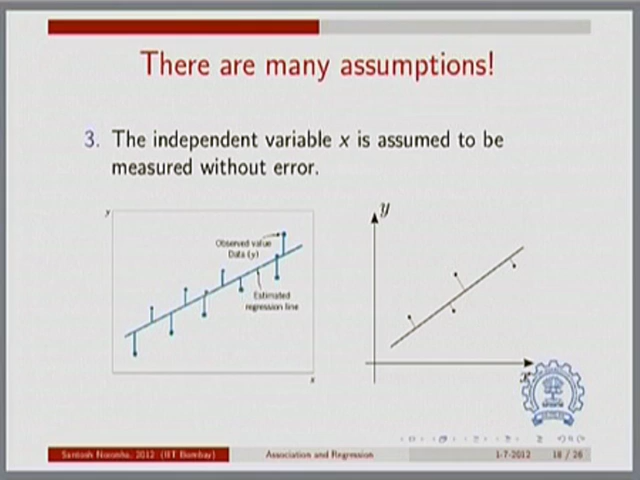 There are many assumptions!
3. The independent variable x is assumed to be
measured without error.
y
Observed value
Data (y)
Estimated
regression line
x
y
x
Santosh Noronha, 2012 (IIT Bombay)
Association and Regression
1-7-2012
18 / 26